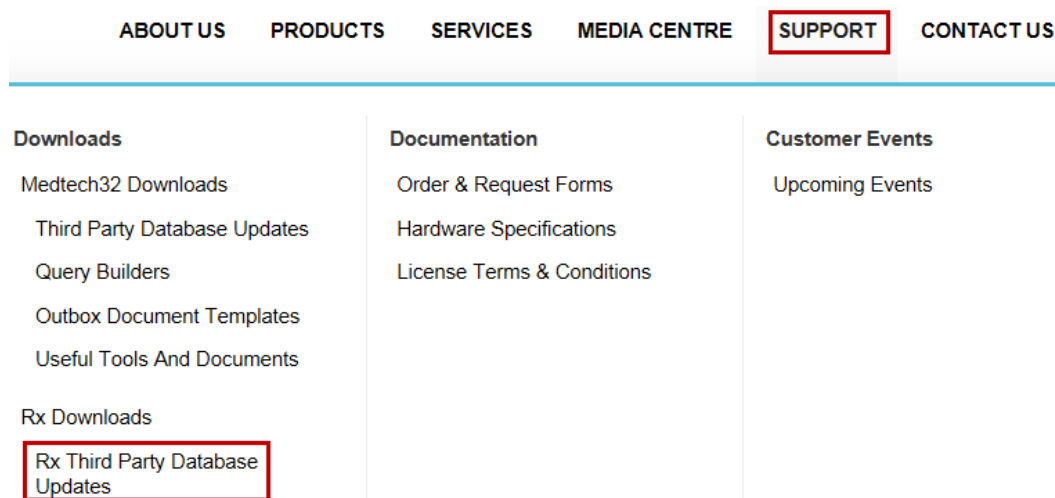 ABOUT US PRODUCTS SERVICES MEDIA CENTRE SUPPORT CONTACT US
Downloads
Medtech32 Downloads
Third Party Database Updates
Query Builders
Outbox Document Templates
Useful Tools And Documents
Rx Downloads
Rx Third Party Database
Updates
Documentation
Order & Request Forms
Hardware Specifications
License Terms & Conditions
Customer Events
Upcoming Events